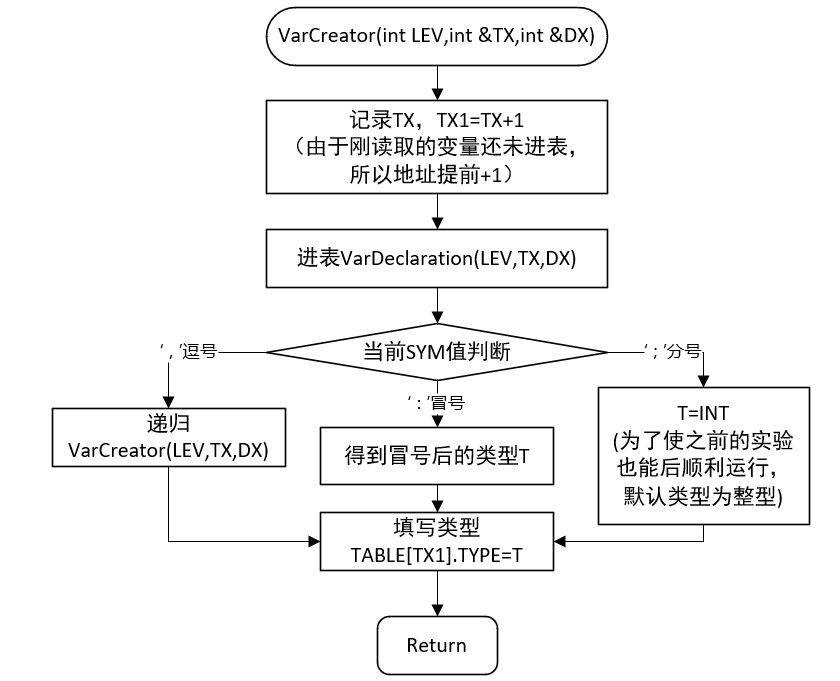 VarCreator(int LEV,int &TX,int &DX)
记录TX，TX1=TX+1
（由于刚读取的变量还未进表，
所以地址提前+1）
进表VarDeclaration(LEV,TX,DX)
当前SYM值判断
‘ , ’逗号
‘ : ’冒号
‘ ; ’分号
递归
VarCreator(LEV,TX,DX)
得到冒号后的类型T
T=INT
(为了使之前的实验
也能后顺利运行，
默认类型为整型)
填写类型
TABLE[TX1].TYPE=T
Return